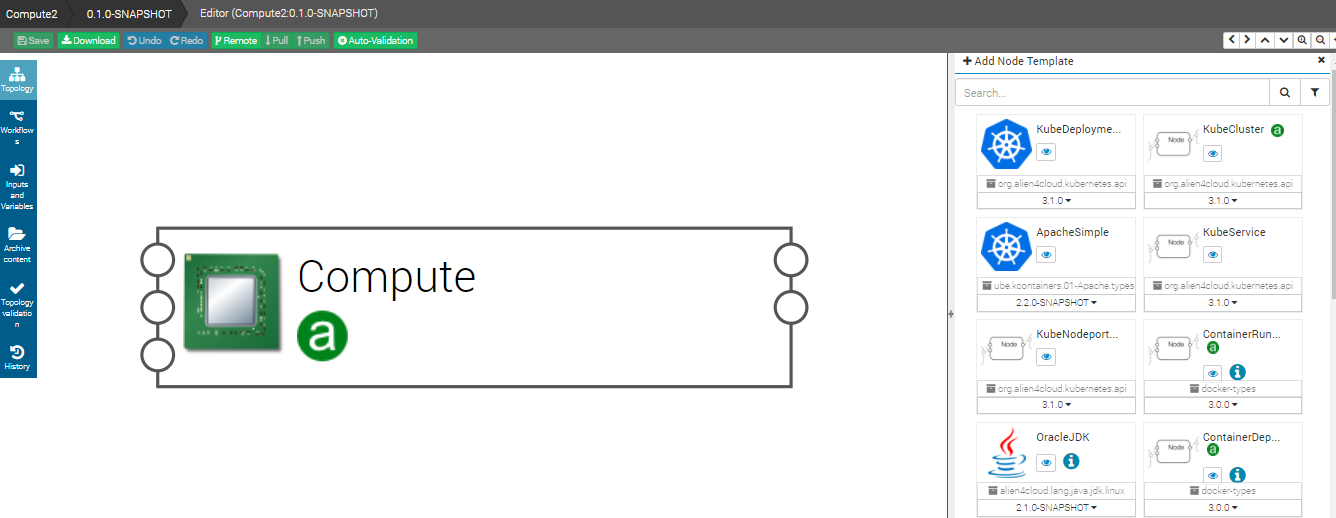 Compute2 0.1.0-SNAPSHOT Editor (Compute2:0.1.0-SNAPSHOT)
Save Download Undo Redo Remote Pull Push Auto-Validation
Topology
Workflow
s
Inputs
and
Variables
Archive
content
Topology
validatio
n
History
Compute
a
Add Node Template
Search...
KubeDeployme... KubeCluster a
org.alien4cloud.kubernetes.api org.alien4cloud.kubernetes.api
3.1.0 3.1.0
ApacheSimple KubeService
Node
ube.kcontainers.01-Apache.types org.alien4cloud.kubernetes.api
2.2.0-SNAPSHOT 3.1.0
KubeNodeport... ContainerRun...
Node Node a
org.alien4cloud.kubernetes.api docker-types
3.1.0 3.0.0
OracleJDK ContainerDep...
Node a
alien4cloud.lang.java.jdk.linux docker-types
2.1.0-SNAPSHOT 3.0.0